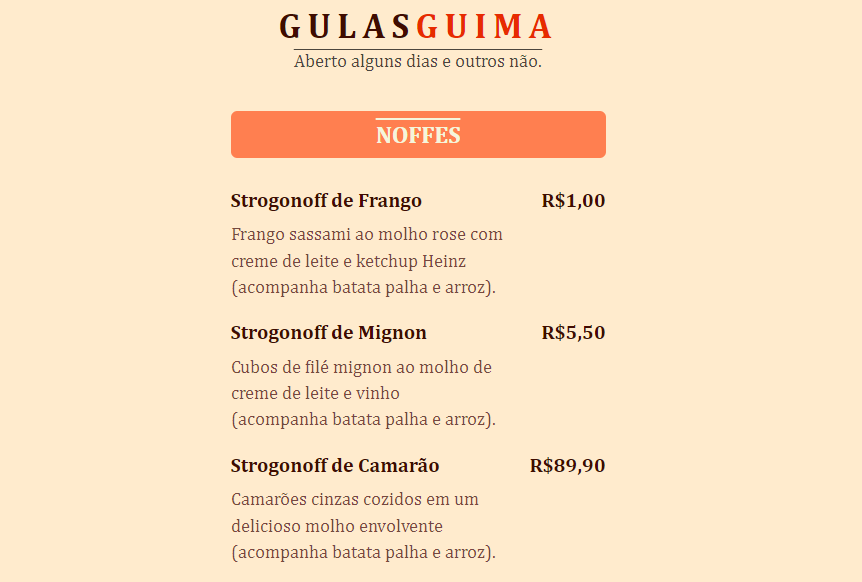 GULASGUIMA
Aberto alguns dias e outros não.
NOFFES
Strogonoff de Frango R$1,00
Frango sassami ao molho rose com
creme de leite e ketchup Heinz
(acompanha batata palha e arroz).
Strogonoff de Mignon R$5,50
Cubos de filé mignon ao molho de
creme de leite e vinho
(acompanha batata palha e arroz).
Strogonoff de Camarão R$89,90
Camarões cinzas cozidos em um
delicioso molho envolvente
(acompanha batata palha e arroz).